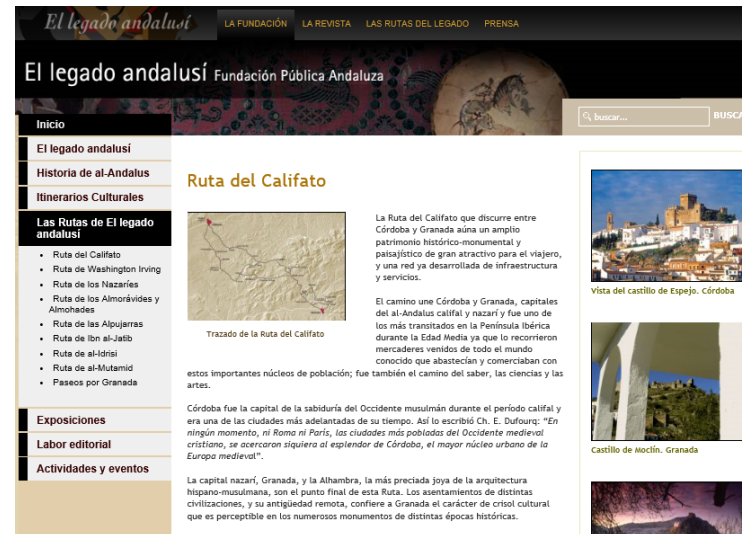 El legado andalusí
LA FUNDACIÓN LA REVISTA LAS RUTAS DEL LEGADO PRENSA
El legado andalusí Fundación Pública Andaluza
buscar...
Inicio
El legado andalusí
Historia de al-Andalus
Itinerarios Culturales
Las Rutas de El legado
andalusí
Ruta del Califato
Ruta de Washington Irving
Ruta de los Nazaríes
Ruta de los Almorávides y
Almohades
Ruta de las Alpujarras
Ruta de Ibn al-Jatib
Ruta de al-Idrisi
Ruta de al-Mutamid
Paseos por Granada
Exposiciones
Labor editorial
Actividades y eventos
Ruta del Califato
Trazado de la Ruta del Califato
La Ruta del Califato que discurre entre
Córdoba y Granada aúna un amplio
patrimonio histórico-monumental y
paisajístico de gran atractivo para el viajero,
y una red ya desarrollada de infraestructura
y servicios.
El camino une Córdoba y Granada, capitales
del al-Andalus califal y nazarí y fue uno de
los más transitados en la Península Ibérica
durante la Edad Media ya que lo recorrieron
mercaderes venidos de todo el mundo
conocido que abastecían y comerciaban con
estos importantes núcleos de población; fue también el camino del saber, las ciencias y las
artes.
Córdoba fue la capital de la sabiduría del Occidente musulmán durante el período califal y
era una de las ciudades más adelantadas de su tiempo. Así lo escribió Ch. E. Dufourq: "En
ningún momento, ni Roma ni París, las ciudades más pobladas del Occidente medieval
cristiano, se acercaron siquiera al esplendor de Córdoba, el mayor núcleo urbano de la
Europa medieval".
La capital nazarí, Granada, y la Alhambra, la más preciada joya de la arquitectura
hispano-musulmana, son el punto final de esta Ruta. Los asentamientos de distintas
civilizaciones, y su antigüedad remota, confiere a Granada el carácter de crisol cultural
que es perceptible en los numerosos monumentos de distintas épocas históricas.
Vista del castillo de Espejo. Córdoba
Castillo de Moclín. Granada